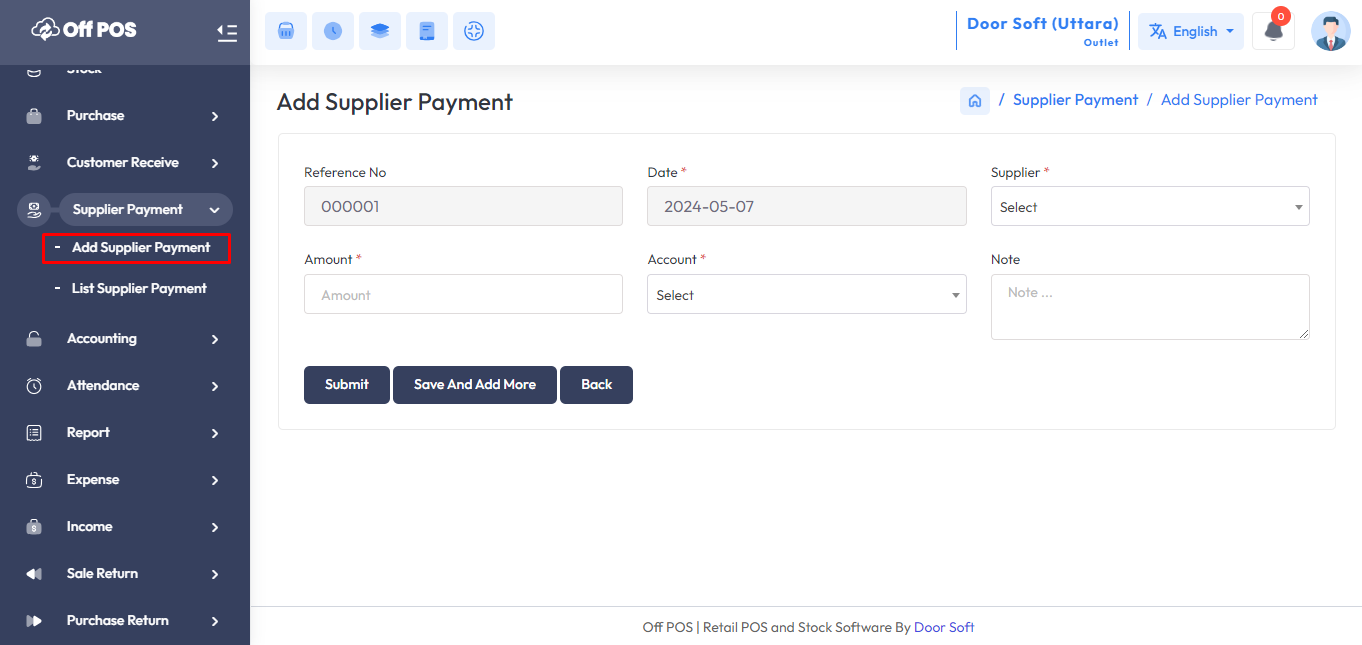 Off POS
Stock
Purchase
Customer Receive
Supplier Payment
- Add Supplier Payment
- List Supplier Payment
Accounting
Attendance
Report
Expense
Income
Sale Return
Purchase Return
Door Soft (Uttara)
Outlet
English
0
Add Supplier Payment
/ Supplier Payment / Add Supplier Payment
Reference No Date * Supplier *
000001 2024-05-07 Select
Amount * Account * Note
Amount Select Note ...
Submit Save And Add More Back
Off POS | Retail POS and Stock Software By Door Soft